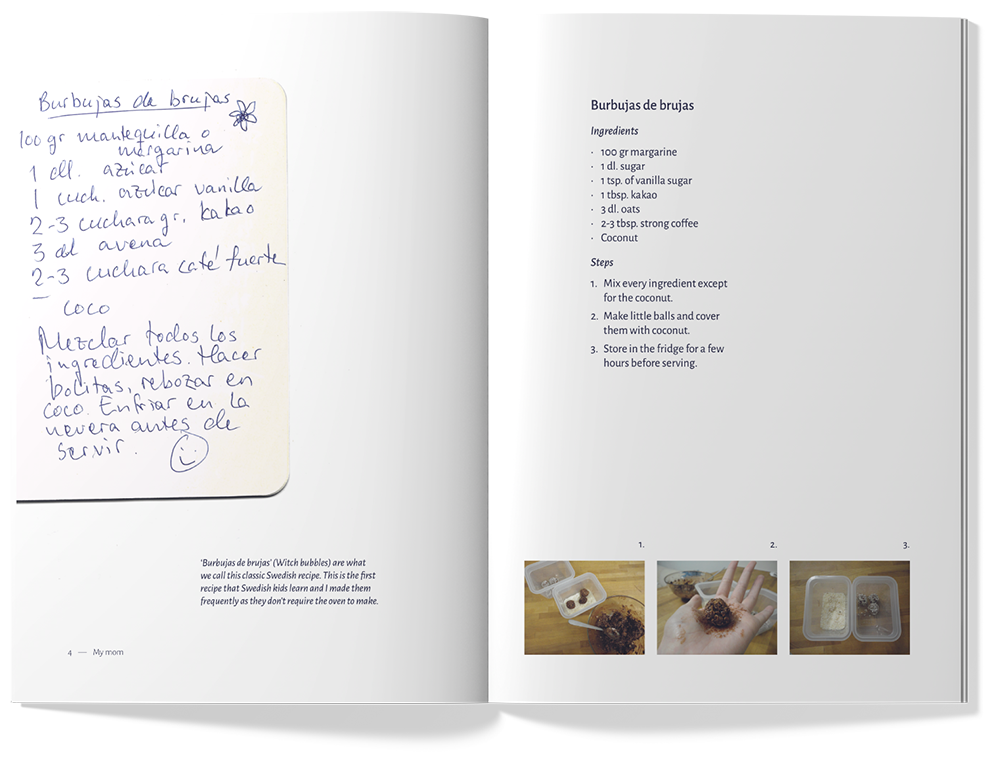 Burbujas de brujas
100 gr mantequilla o
margarina
1 dl. azúcar
1 cuch. azúcar vanilla
2-3 cuchara gr. kakao
3 dl avena
2-3 cuchara café fuerte
— coco
Mezclar todos los
ingredientes. Hacer
bolitas, rebozar en
coco. Enfriar en la
nevera antes de
servir.
'Burbujas de brujas' (Witch bubbles) are what
we call this classic Swedish recipe. This is the first
recipe that Swedish kids learn and I made them
frequently as they don't require the oven to make.
4 — My mom
Burbujas de brujas
Ingredients
· 100 gr margarine
· 1 dl. sugar
· 1 tsp. of vanilla sugar
· 1 tbsp. kakao
· 3 dl. oats
· 2-3 tbsp. strong coffee
· Coconut
Steps
1. Mix every ingredient except
for the coconut.
2. Make little balls and cover
them with coconut.
3. Store in the fridge for a few
hours before serving.
1. 2. 3.